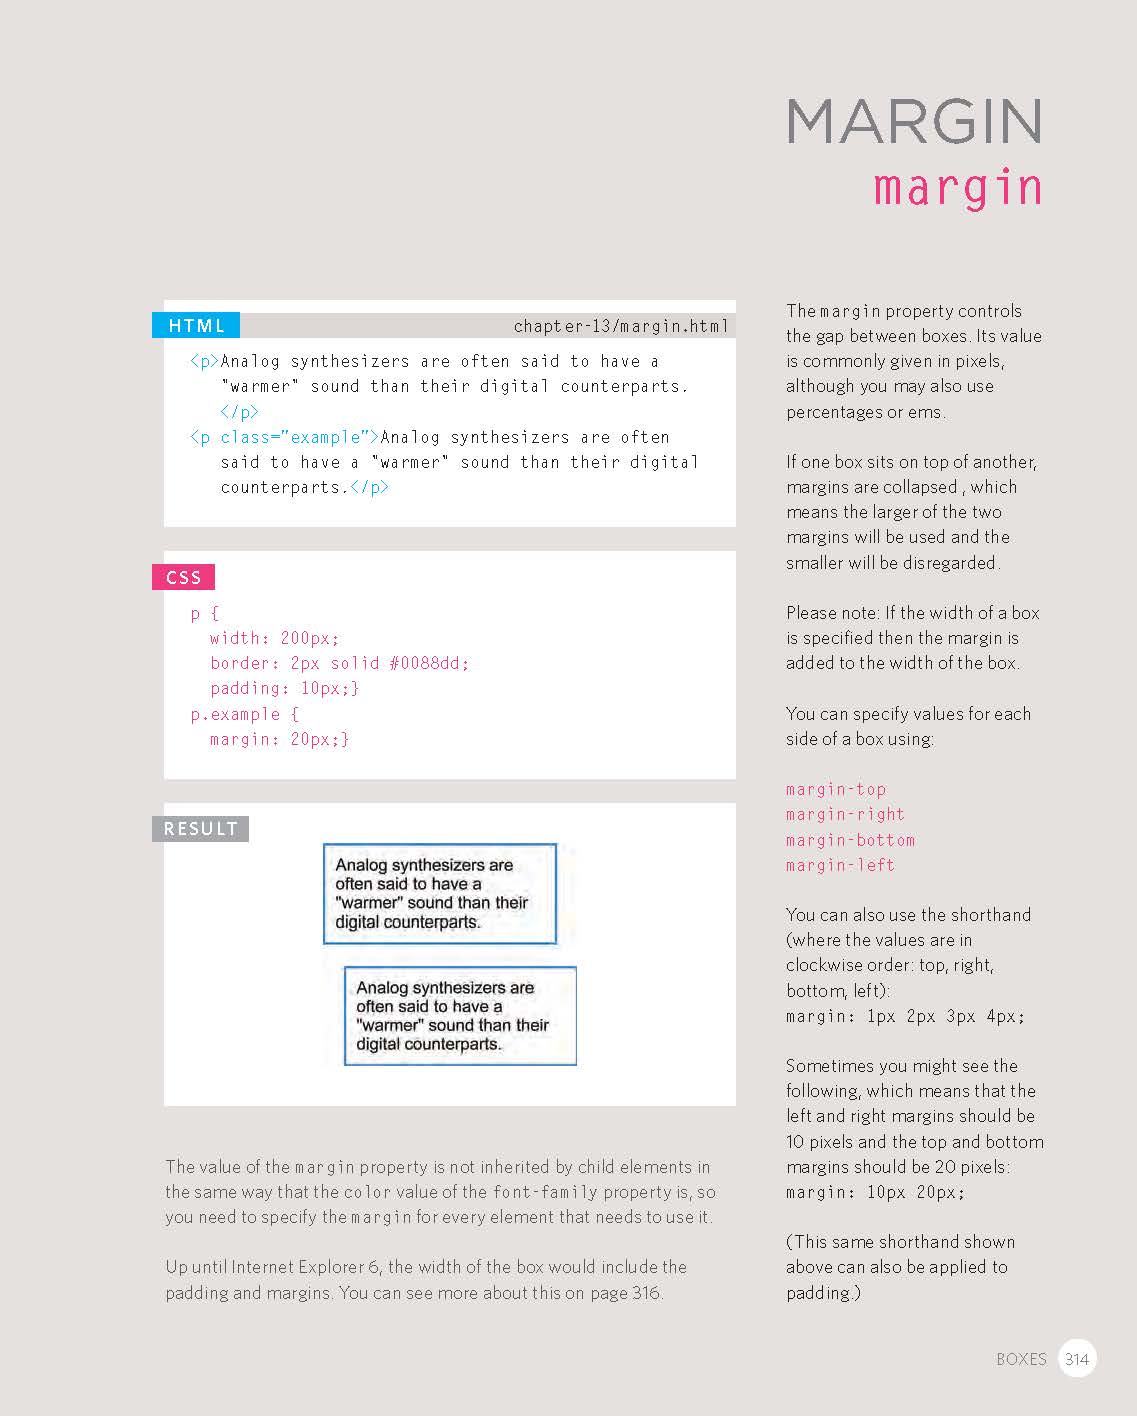 MARGIN
margin
HTML
chapter-13/margin.html
<p>Analog synthesizers are often said to have a
"warmer" sound than their digital counterparts.
</p>
<p class="example">Analog synthesizers are often
said to have a "warmer" sound than their digital
counterparts.</p>
CSS
p {
width: 200px;
border: 2px solid #0088dd;
padding: 10px;}
p.example {
margin: 20px;}
RESULT
Analog synthesizers are
often said to have a
"warmer" sound than their
digital counterparts.
Analog synthesizers are
often said to have a
"warmer" sound than their
digital counterparts.
The value of the margin property is not inherited by child elements in
the same way that the color value of the font-family property is, so
you need to specify the margin for every element that needs to use it.
Up until Internet Explorer 6, the width of the box would include the
padding and margins. You can see more about this on page 316.
The margin property controls
the gap between boxes. Its value
is commonly given in pixels,
although you may also use
percentages or ems.
If one box sits on top of another,
margins are collapsed , which
means the larger of the two
margins will be used and the
smaller will be disregarded.
Please note: If the width of a box
is specified then the margin is
added to the width of the box.
You can specify values for each
side of a box using:
margin-top
margin-right
margin-bottom
margin-left
You can also use the shorthand
(where the values are in
clockwise order: top, right,
bottom, left):
margin: 1px 2px 3px 4px;
Sometimes you might see the
following, which means that the
left and right margins should be
10 pixels and the top and bottom
margins should be 20 pixels:
margin: 10px 20px;
(This same shorthand shown
above can also be applied to
padding.)
BOXES 314